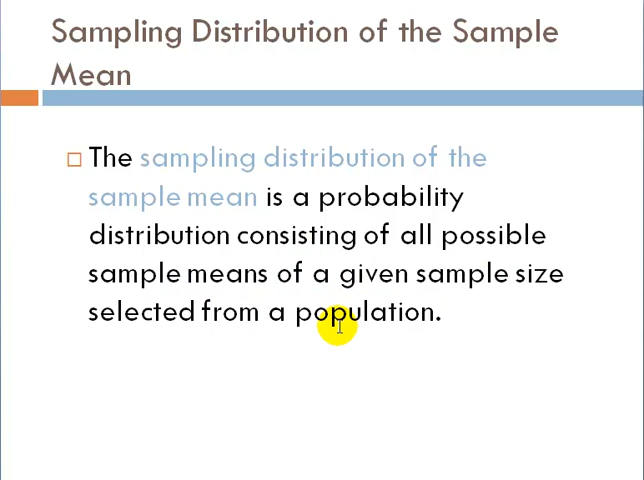 Sampling Distribution of the Sample
Mean
The sampling distribution of the
sample mean is a probability
distribution consisting of all possible
sample means of a given sample size
selected from a population.